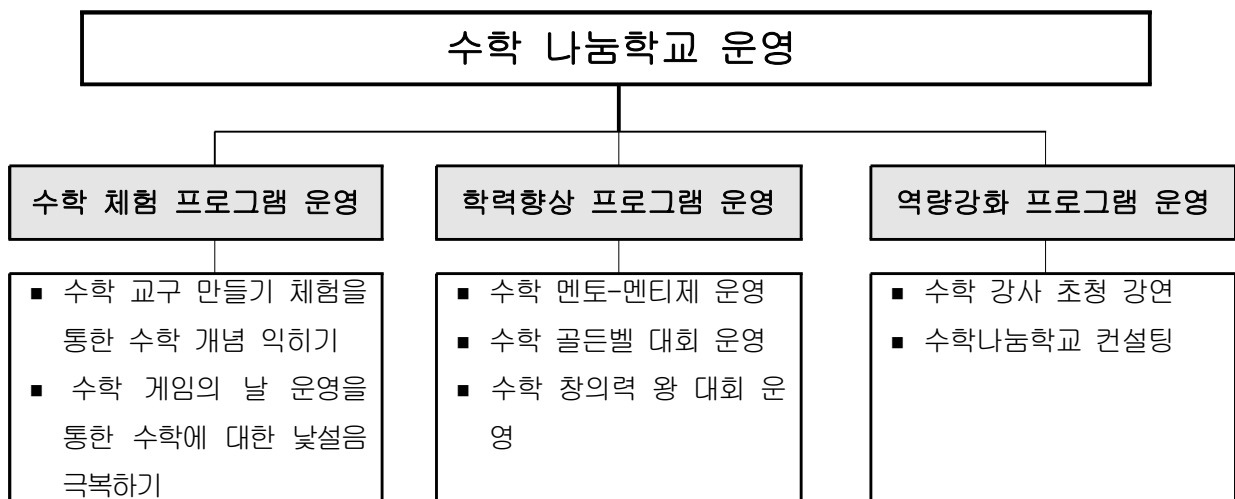 수학 나눔학교 운영
수학 체험 프로그램 운영
■ 수학 교구 만들기 체험을
통한 수학 개념 익히기
■ 수학 게임의 날 운영을
통한 수학에 대한 낯설음
극복하기
학력향상 프로그램 운영
■ 수학 멘토-멘티제 운영
■ 수학 골든벨 대회 운영
■ 수학 창의력 왕 대회 운
영
역량강화 프로그램 운영
■ 수학 강사 초청 강연
■ 수학나눔학교 컨설팅